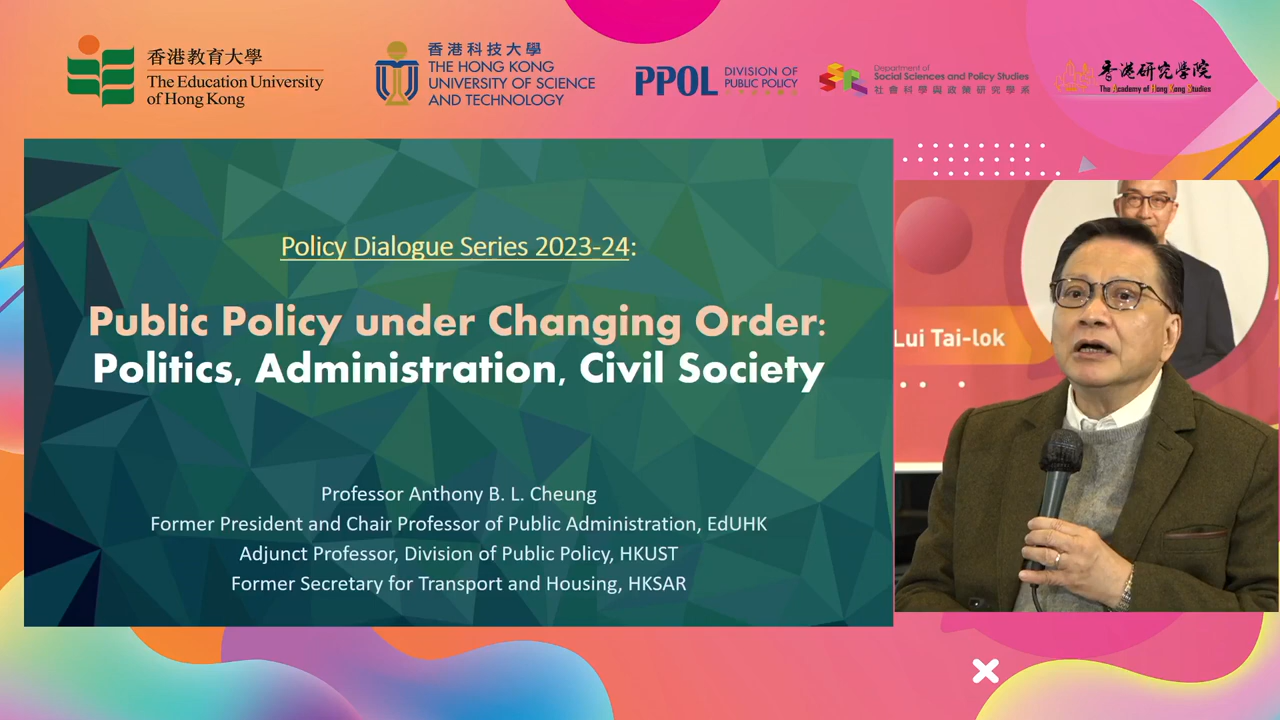 香港教育大學
The Education University
of Hong Kong
香港科技大學
THE HONG KONG
UNIVERSITY OF SCIENCE
AND TECHNOLOGY
PPOL
DIVISION OF
PUBLIC POLICY
Department of
Social Sciences and Policy Studies
社會科學與政策研究學系
香港研究學院
The Academy of Hong Kong Studies
Policy Dialogue Series 2023-24:
Public Policy under Changing Order:
Politics, Administration, Civil Society
Professor Anthony B. L. Cheung
Former President and Chair Professor of Public Administration, EdUHK
Adjunct Professor, Division of Public Policy, HKUST
Former Secretary for Transport and Housing, HKSAR
Lui Tai-lok